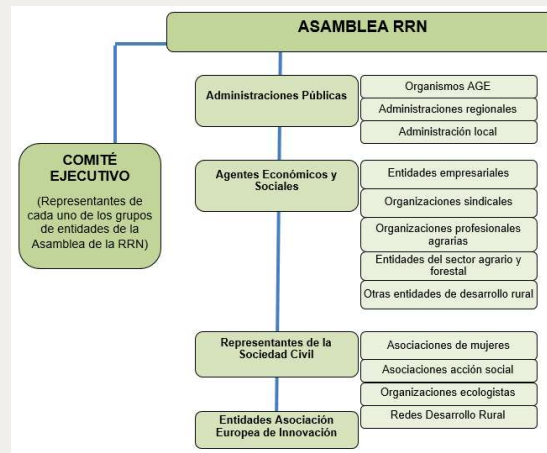 ASAMBLEA RRN
Administraciones Públicas
Organismos AGE
Administraciones regionales
Administración local
COMITÉ
EJECUTIVO
(Representantes de
cada uno de los grupos
de entidades de la
Asamblea de la RRN)
Agentes Económicos y
Sociales
Entidades empresariales
Organizaciones sindicales
Organizaciones profesionales
agrarias
Entidades del sector agrario y
forestal
Otras entidades de desarrollo rural
Representantes de la
Sociedad Civil
Asociaciones de mujeres
Asociaciones acción social
Organizaciones ecologistas
Redes Desarrollo Rural
Entidades Asociación
Europea de Innovación